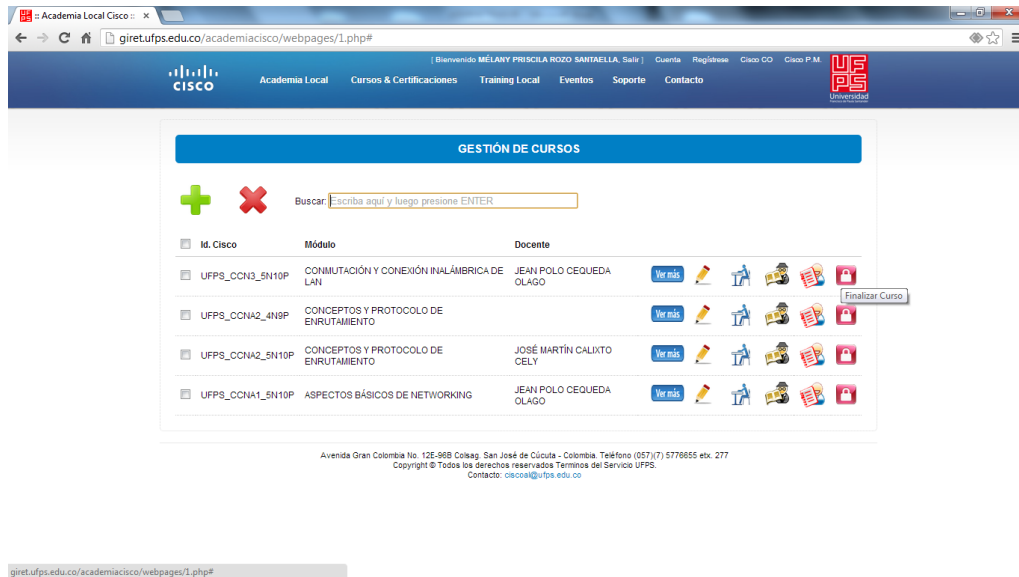 :: Academia Local Cisco ::
giret.ufps.edu.co/academiacisco/webpages/1.php#
[ Bienvenido MÉLANY PRISCILA ROZO SANTAELLA, Salir ] Cuenta Regístrese Cisco CO Cisco P.M.
CISCO
Academia Local Cursos & Certificaciones Training Local Eventos Soporte Contacto
UFPS
Universidad
GESTIÓN DE CURSOS
Buscar: Escriba aquí y luego presione ENTER
Id. Cisco Módulo Docente
UFPS_CCN3_5N10P CONMUTACIÓN Y CONEXIÓN INALÁMBRICA DE LAN JEAN POLO CEQUEDA OLAGO Ver más
Finalizar Curso
UFPS_CCNA2_4N9P CONCEPTOS Y PROTOCOLO DE ENRUTAMIENTO Ver más
UFPS_CCNA2_5N10P CONCEPTOS Y PROTOCOLO DE ENRUTAMIENTO JOSÉ MARTÍN CALIXTO CELY Ver más
UFPS_CCNA1_5N10P ASPECTOS BÁSICOS DE NETWORKING JEAN POLO CEQUEDA OLAGO Ver más
Avenida Gran Colombia No. 12E-96B Colsag. San José de Cúcuta - Colombia. Teléfono (057)(7) 5776655 etx. 277
Copyright © Todos los derechos reservados Terminos del Servicio UFPS.
Contacto: ciscoal@ufps.edu.co
giret.ufps.edu.co/academiacisco/webpages/1.php#